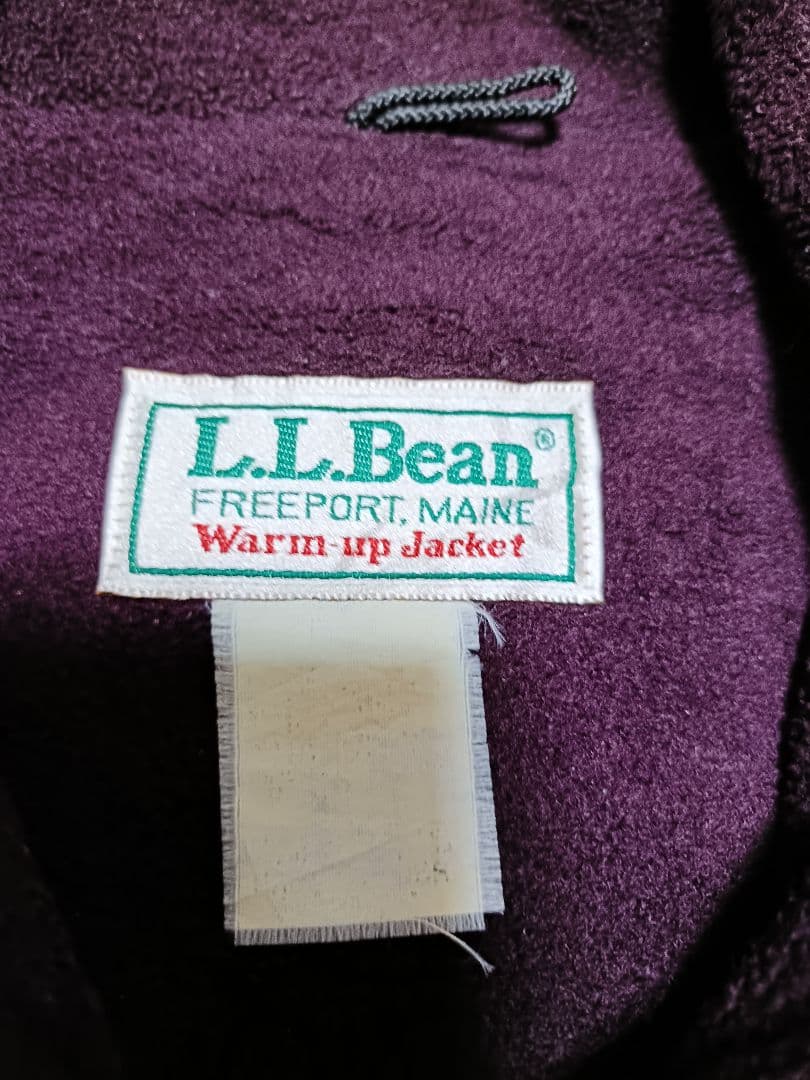 L.L.Bean®
FREEPORT, MAINE
Warm-up Jacket